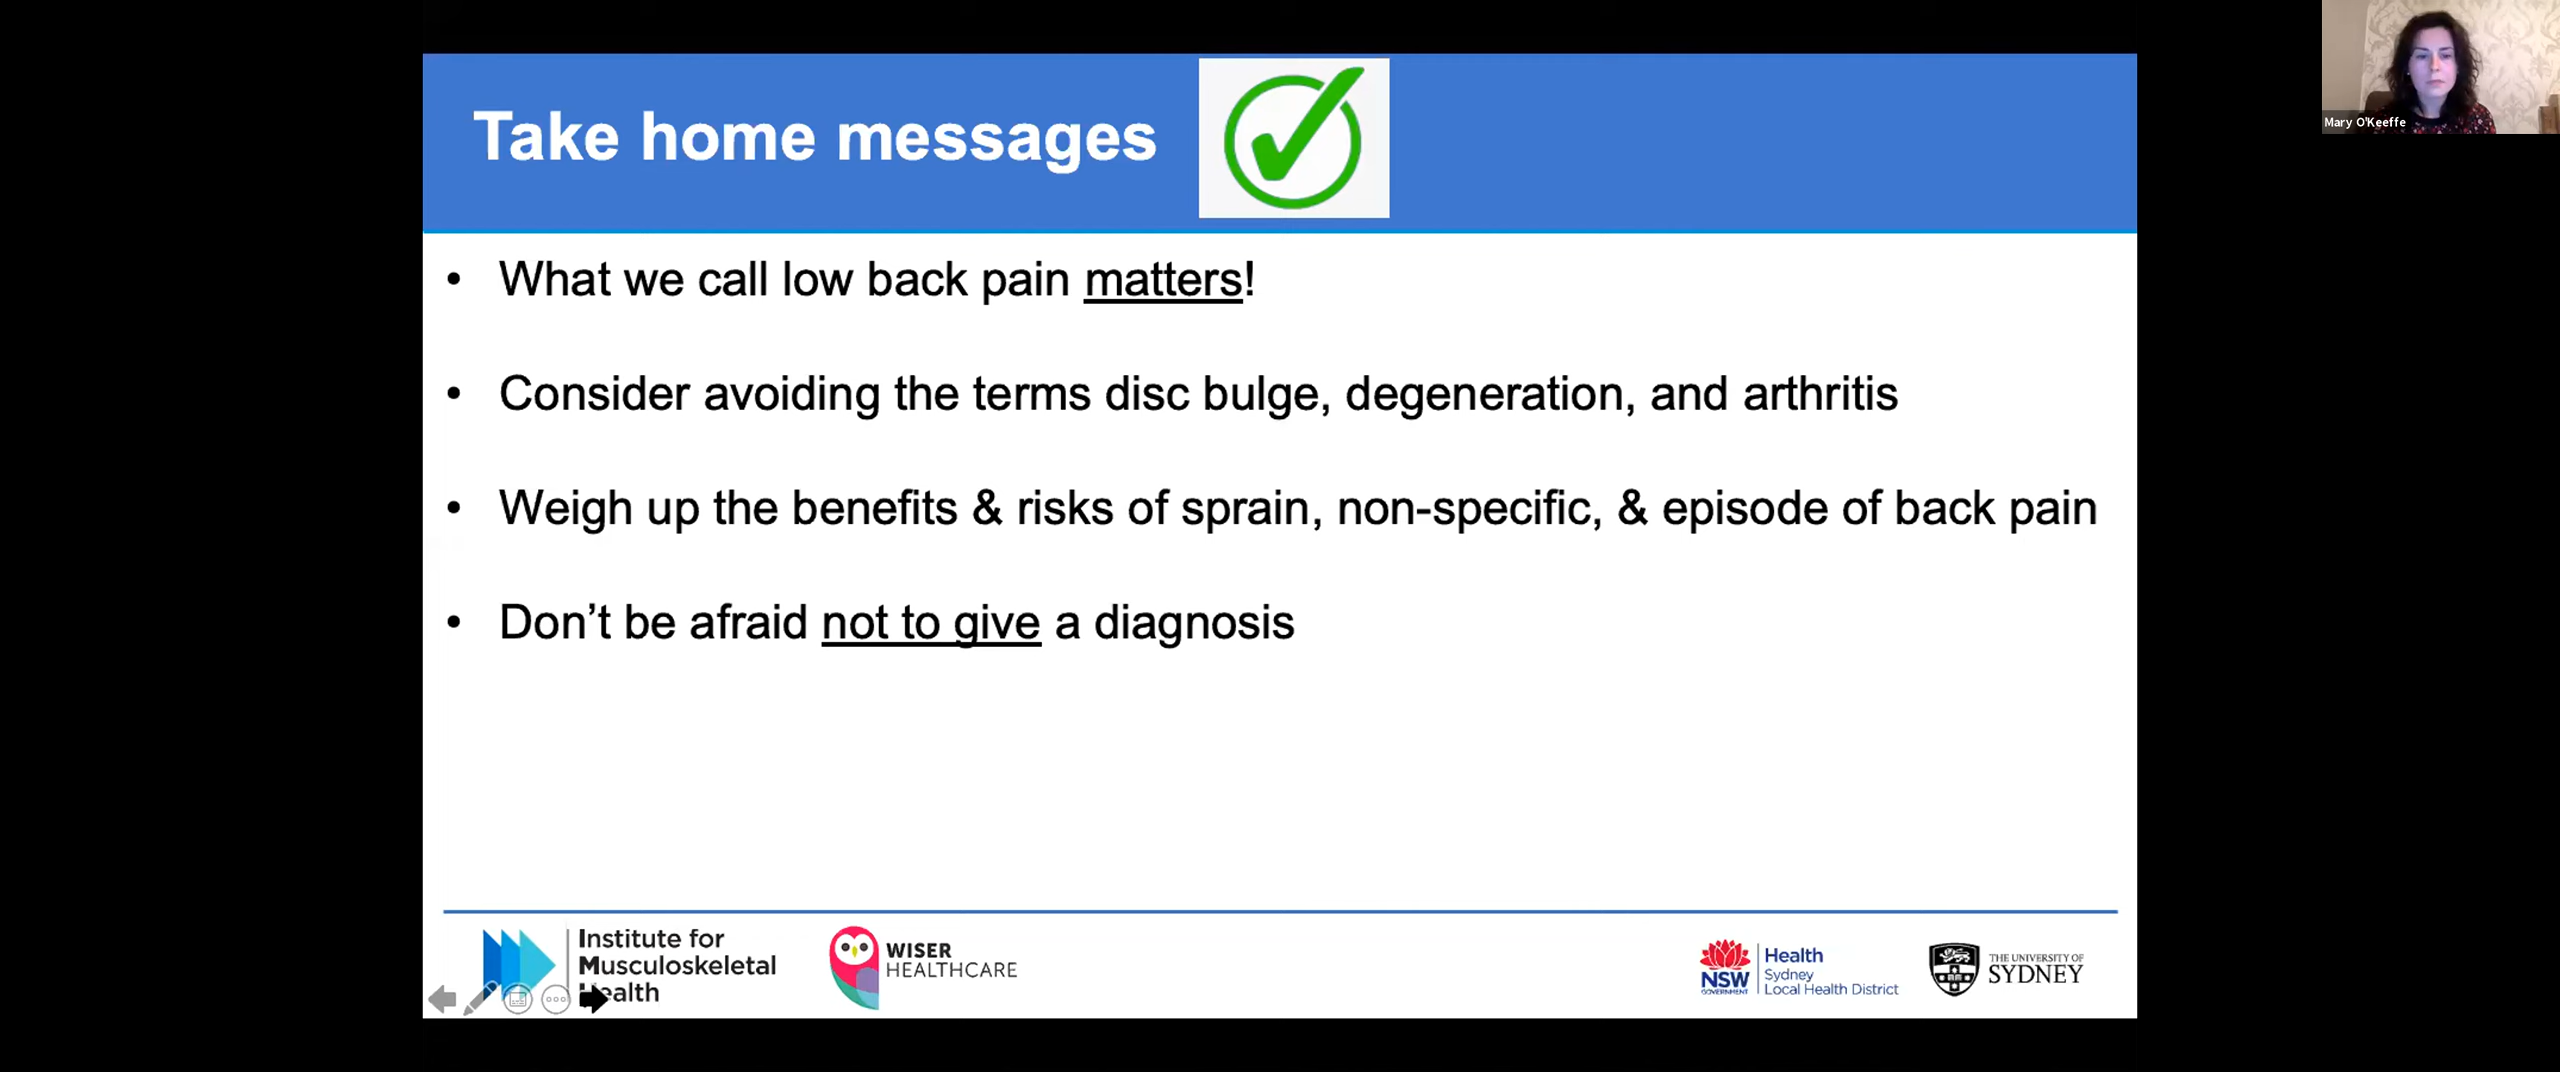 Take home messages
Mary O'Keeffe
• What we call low back pain matters!
• Consider avoiding the terms disc bulge, degeneration, and arthritis
• Weigh up the benefits & risks of sprain, non-specific, & episode of back pain
• Don’t be afraid not to give a diagnosis
Institute for
Musculoskeletal
Health
WISER
HEALTHCARE
NSW
GOVERNMENT
Health
Sydney
Local Health District
THE UNIVERSITY OF
SYDNEY